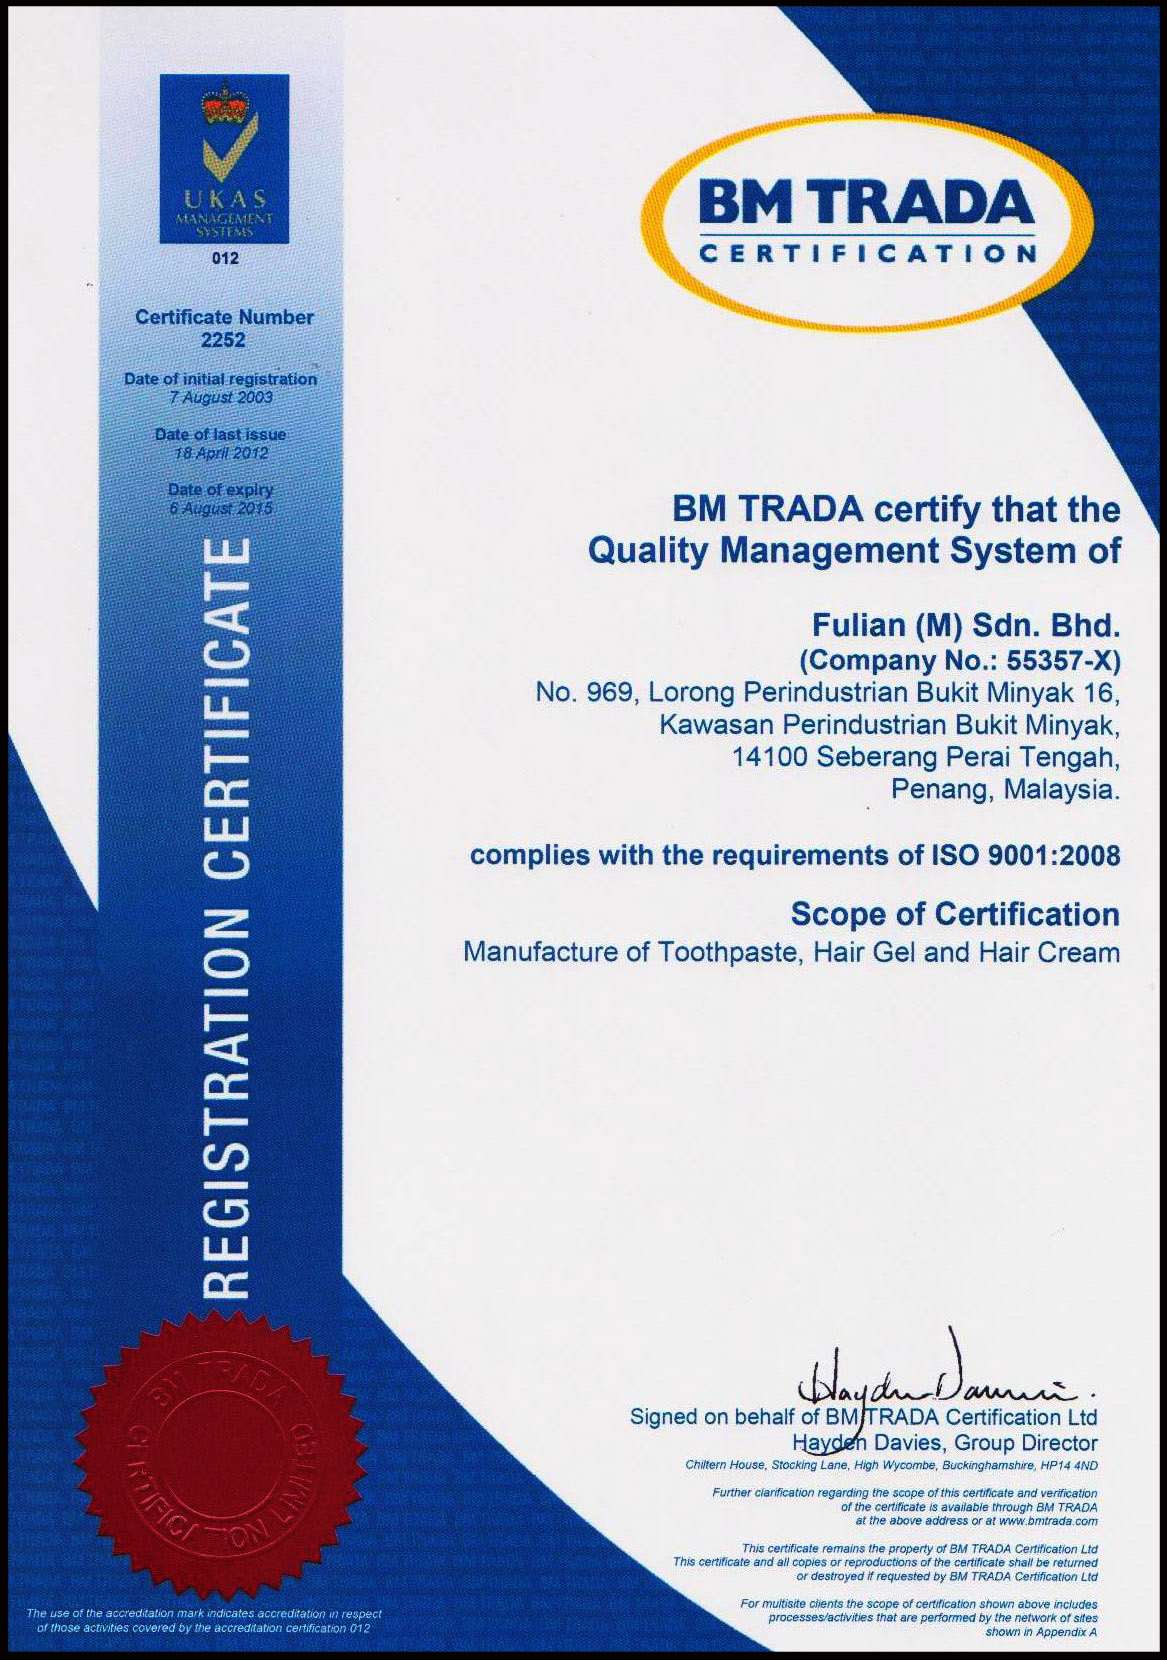 UKAS
MANAGEMENT
SYSTEMS
012
Certificate Number
2252
Date of initial registration
7 August 2003
Date of last issue
18 April 2012
Date of expiry
6 August 2015
REGISTRATION CERTIFICATE
BM TRADA
CERTIFICATION
BM TRADA certify that the
Quality Management System of
Fulian (M) Sdn. Bhd.
(Company No.: 55357-X)
No. 969, Lorong Perindustrian Bukit Minyak 16,
Kawasan Perindustrian Bukit Minyak,
14100 Seberang Perai Tengah,
Penang, Malaysia.
complies with the requirements of ISO 9001:2008
Scope of Certification
Manufacture of Toothpaste, Hair Gel and Hair Cream
Signed on behalf of BM TRADA Certification Ltd
Hayden Davies, Group Director
Chiltern House, Stocking Lane, High Wycombe, Buckinghamshire, HP14 4ND
Further clarification regarding the scope of this certificate and verification
of the certificate is available through BM TRADA
at the above address or at www.bmtrada.com
This certificate remains the property of BM TRADA Certification Ltd
This certificate and all copies or reproductions of the certificate shall be returned
or destroyed if requested by BM TRADA Certification Ltd
For multisite clients the scope of certification shown above includes
processes/activities that are performed by the network of sites
shown in Appendix A
BM TRADA
CERTIFICATION LIMITED
The use of the accreditation mark indicates accreditation in respect
of those activities covered by the accreditation certification 012